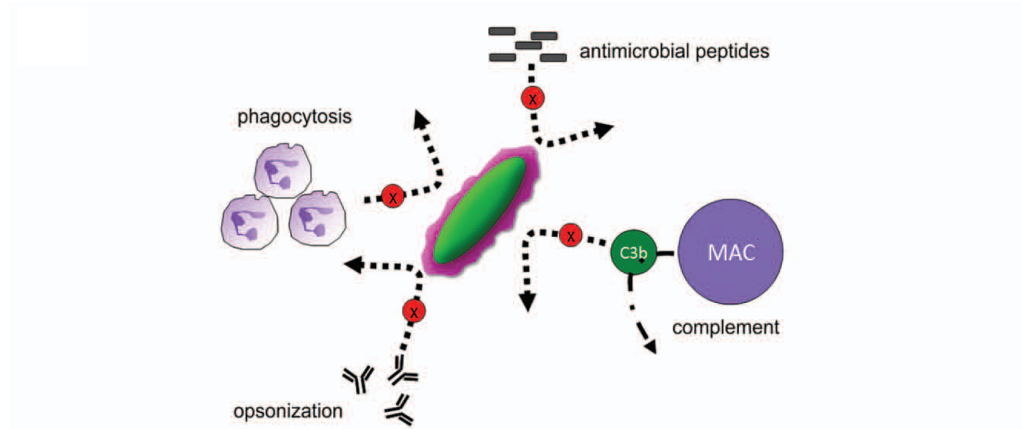 antimicrobial peptides
X
phagocytosis
X
X
C3b
MAC
X
complement
opsonization